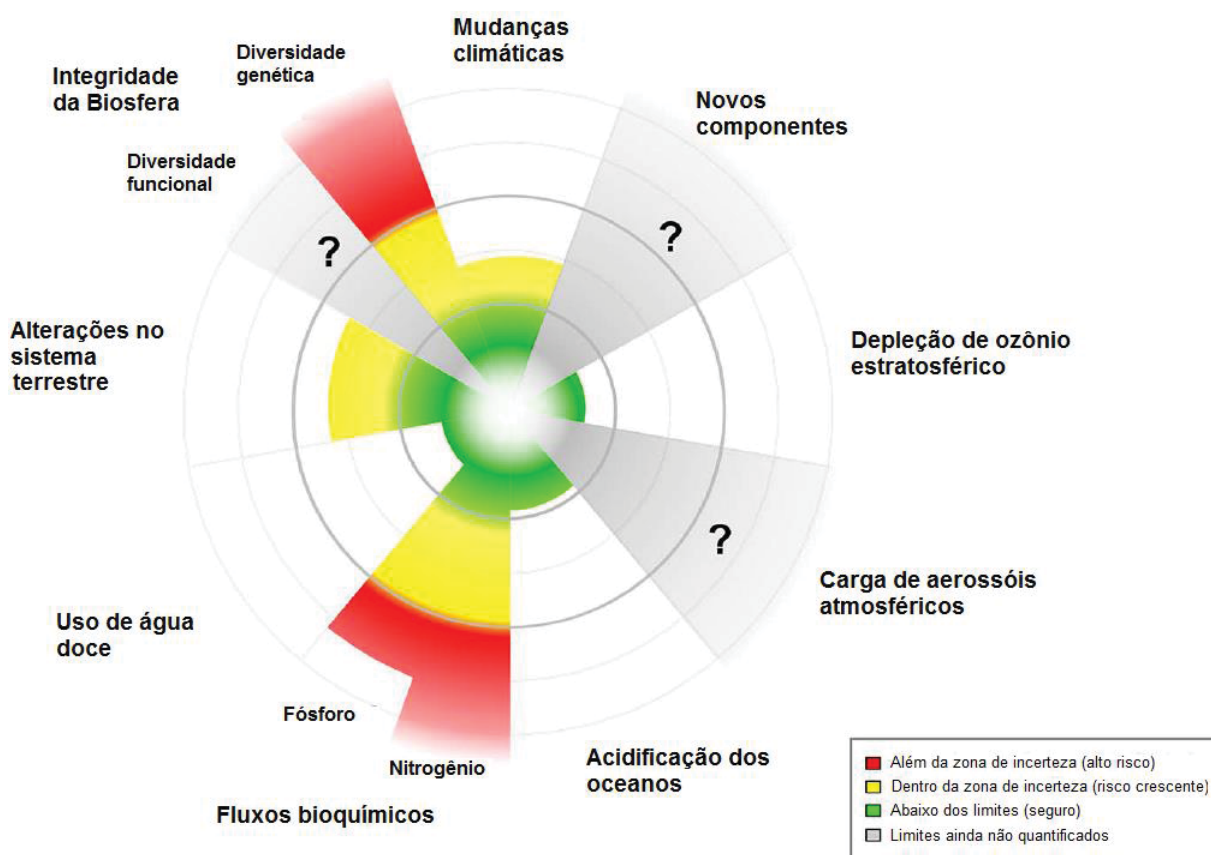 Mudanças
climáticas
Diversidade
genética
Integridade
da Biosfera
Novos
componentes
Diversidade
funcional
?
?
Alterações no
sistema
terrestre
Depleção de ozônio
estratosférico
?
Carga de aerossóis
atmosféricos
Uso de água
doce
Fósforo
Nitrogênio
Acidificação dos
oceanos
Fluxos bioquímicos
Além da zona de incerteza (alto risco)
Dentro da zona de incerteza (risco crescente)
Abaixo dos limites (seguro)
Limites ainda não quantificados